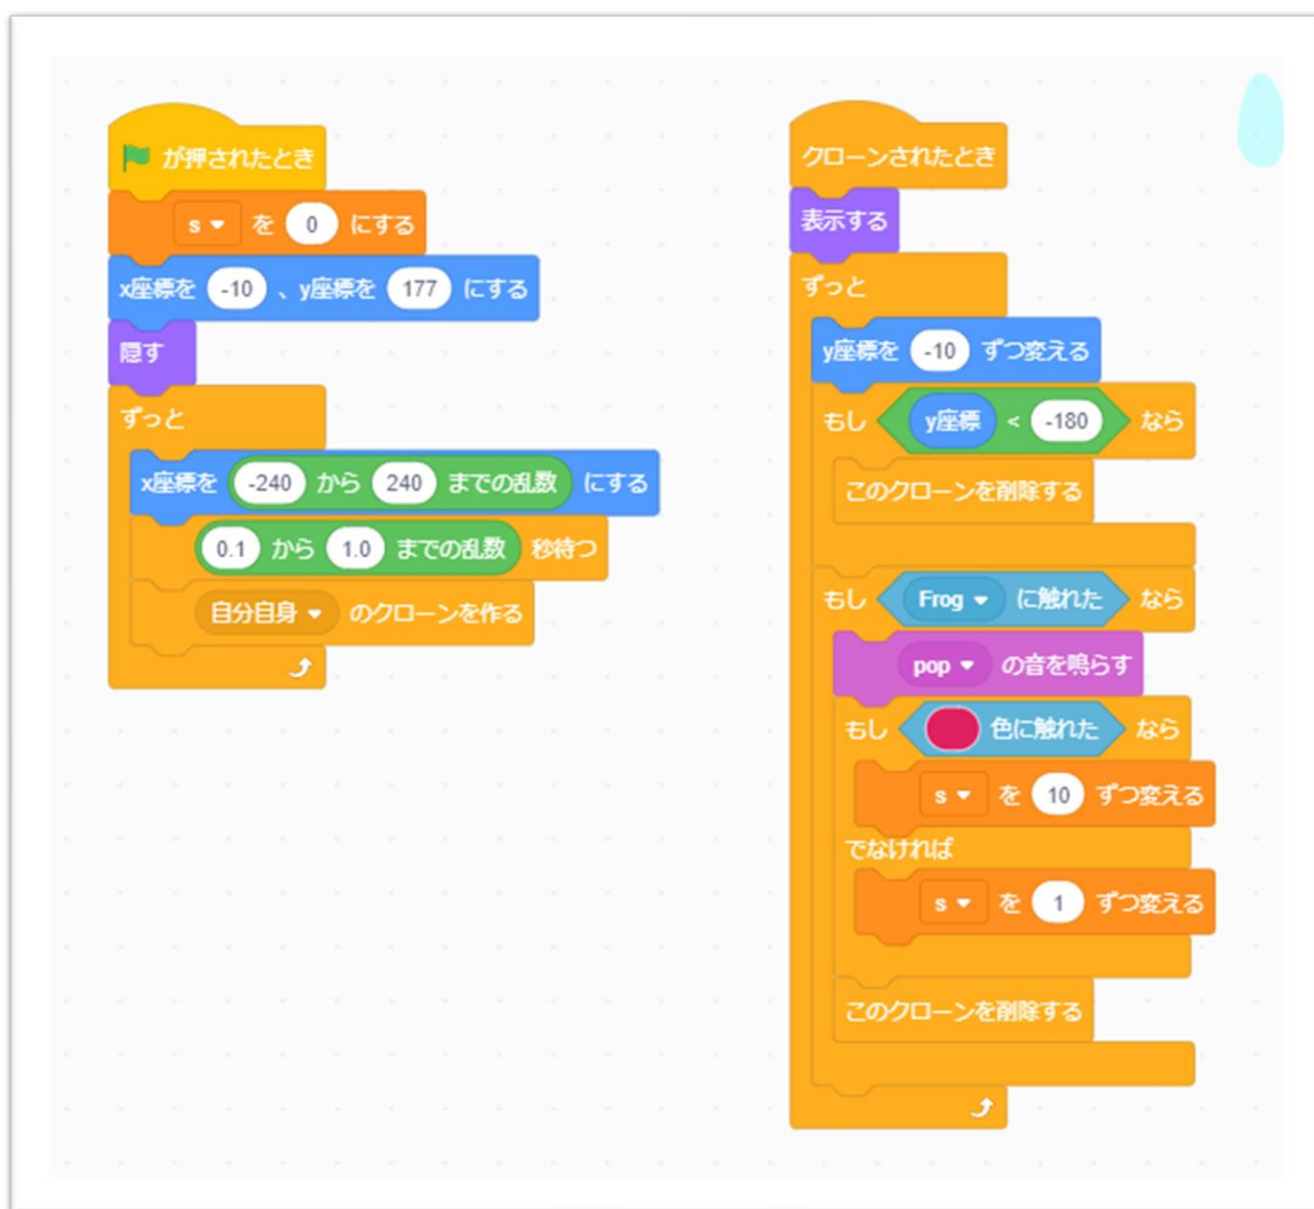 が押されたとき
s を 0 にする
x座標を -10 、y座標を 177 にする
隠す
ずっと
x座標を -240 から 240 までの乱数 にする
0.1 から 1.0 までの乱数 秒待つ
自分自身 のクローンを作る
クローンされたとき
表示する
ずっと
y座標を -10 ずつ変える
もし y座標 < -180 なら
このクローンを削除する
もし Frog に触れた なら
pop の音を鳴らす
もし 色に触れた なら
s を 10 ずつ変える
でなければ
s を 1 ずつ変える
このクローンを削除する